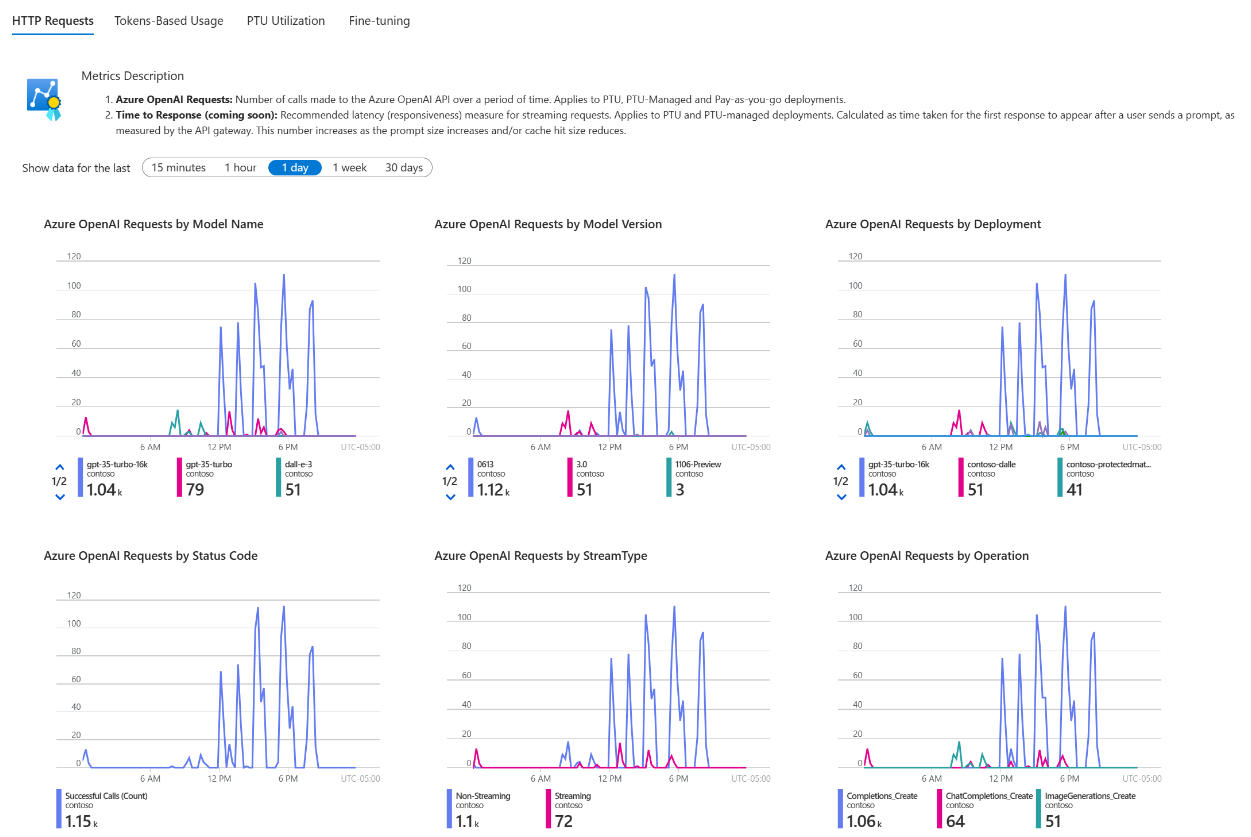 HTTP Requests Tokens-Based Usage PTU Utilization Fine-tuning
Metrics Description
1. Azure OpenAI Requests: Number of calls made to the Azure OpenAI API over a period of time. Applies to PTU, PTU-Managed and Pay-as-you-go deployments.
2. Time to Response (coming soon): Recommended latency (responsiveness) measure for streaming requests. Applies to PTU and PTU-managed deployments. Calculated as time taken for the first response to appear after a user sends a prompt, as
measured by the API gateway. This number increases as the prompt size increases and/or cache hit size reduces.
Show data for the last 15 minutes 1 hour 1 day 1 week 30 days
Azure OpenAI Requests by Model Name
120
100
80
60
40
20
0
6 AM 12 PM 6 PM UTC-05:00
1/2
gpt-35-turbo-16k
contoso
1.04 k
gpt-35-turbo
contoso
79
dall-e-3
contoso
51
Azure OpenAI Requests by Model Version
120
100
80
60
40
20
0
6 AM 12 PM 6 PM UTC-05:00
1/2
0613
contoso
1.12 k
3.0
contoso
51
1106-Preview
contoso
3
Azure OpenAI Requests by Deployment
120
100
80
60
40
20
0
6 AM 12 PM 6 PM UTC-05:00
1/2
gpt-35-turbo-16k
contoso
1.04 k
contoso-dalle
contoso
51
contoso-protectedmat...
contoso
41
Azure OpenAI Requests by Status Code
120
100
80
60
40
20
0
6 AM 12 PM 6 PM UTC-05:00
Successful Calls (Count)
contoso
1.15 k
Azure OpenAI Requests by StreamType
120
100
80
60
40
20
0
6 AM 12 PM 6 PM UTC-05:00
Non-Streaming
contoso
1.1 k
Streaming
contoso
72
Azure OpenAI Requests by Operation
120
100
80
60
40
20
0
6 AM 12 PM 6 PM UTC-05:00
Completions_Create
contoso
1.06 k
ChatCompletions_Create
contoso
64
ImageGenerations_Create
contoso
51